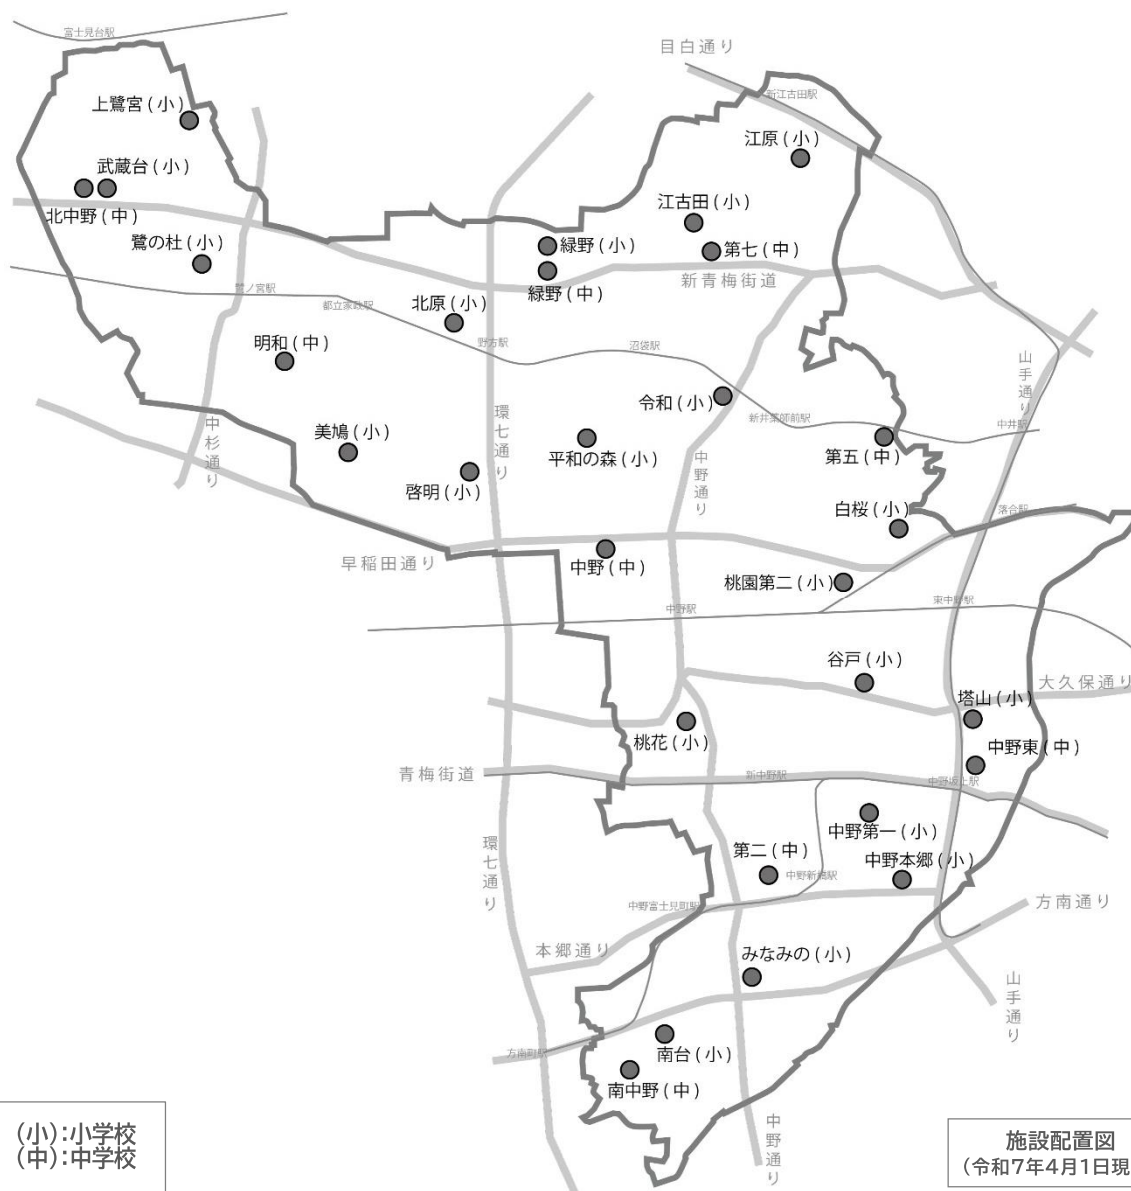 富士見台駅
目白通り
新江古田駅
上鷺宮(小)
江原(小)
武蔵台(小)
江古田(小)
北中野(中)
鷺の杜(小)
緑野(小)
第七(中)
新青梅街道
緑野(中)
鷺ノ宮駅
都立家政駅
北原(小)
野方駅
沼袋駅
明和(中)
山手通り
令和(小)
新井薬師前駅
中井駅
中杉通り
環七通り
美鳩(小)
平和の森(小)
中野通り
第五(中)
啓明(小)
白桜(小)
落合駅
早稲田通り
中野(中)
桃園第二(小)
中野駅
東中野駅
谷戸(小)
大久保通り
塔山(小)
桃花(小)
中野東(中)
青梅街道
新中野駅
中野坂上駅
環七通り
中野第一(小)
第二(中)
中野新橋駅
中野本郷(小)
中野富士見町駅
方南通り
本郷通り
みなみの(小)
山手通り
方南町駅
南台(小)
南中野(中)
中野通り
(小):小学校
(中):中学校
施設配置図
(令和7年4月1日現